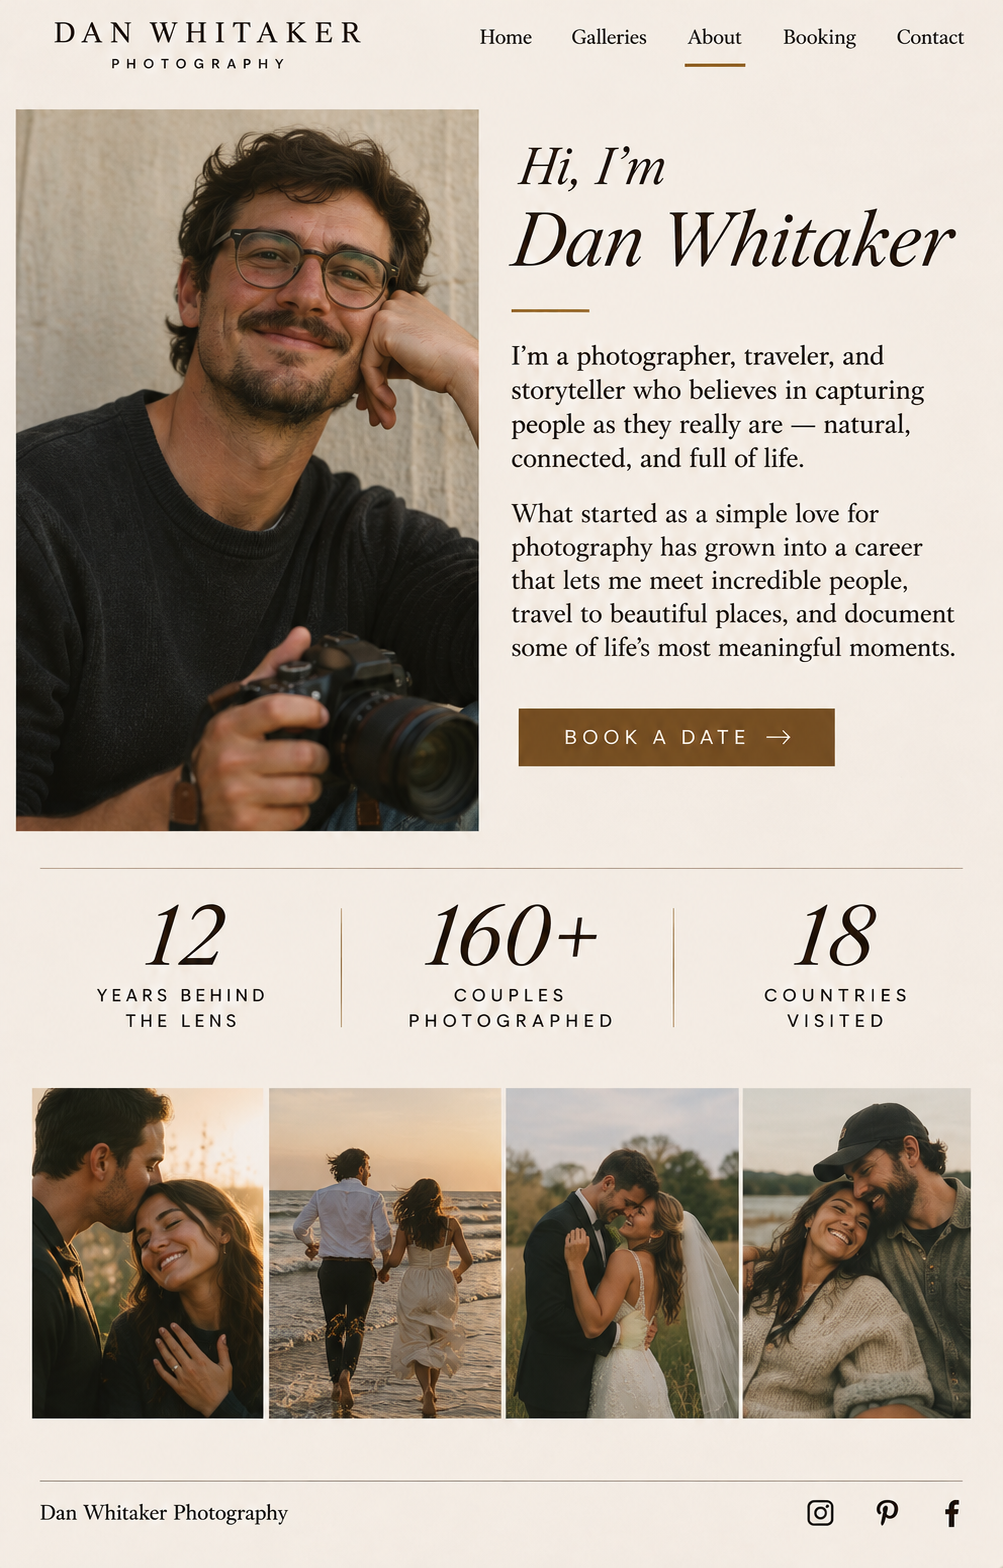 DAN WHITAKER
PHOTOGRAPHY
Home Galleries About Booking Contact
Hi, I’m
Dan Whitaker
I’m a photographer, traveler, and
storyteller who believes in capturing
people as they really are — natural,
connected, and full of life.
What started as a simple love for
photography has grown into a career
that lets me meet incredible people,
travel to beautiful places, and document
some of life’s most meaningful moments.
BOOK A DATE →
12
YEARS BEHIND
THE LENS
160+
COUPLES
PHOTOGRAPHED
18
COUNTRIES
VISITED
Dan Whitaker Photography